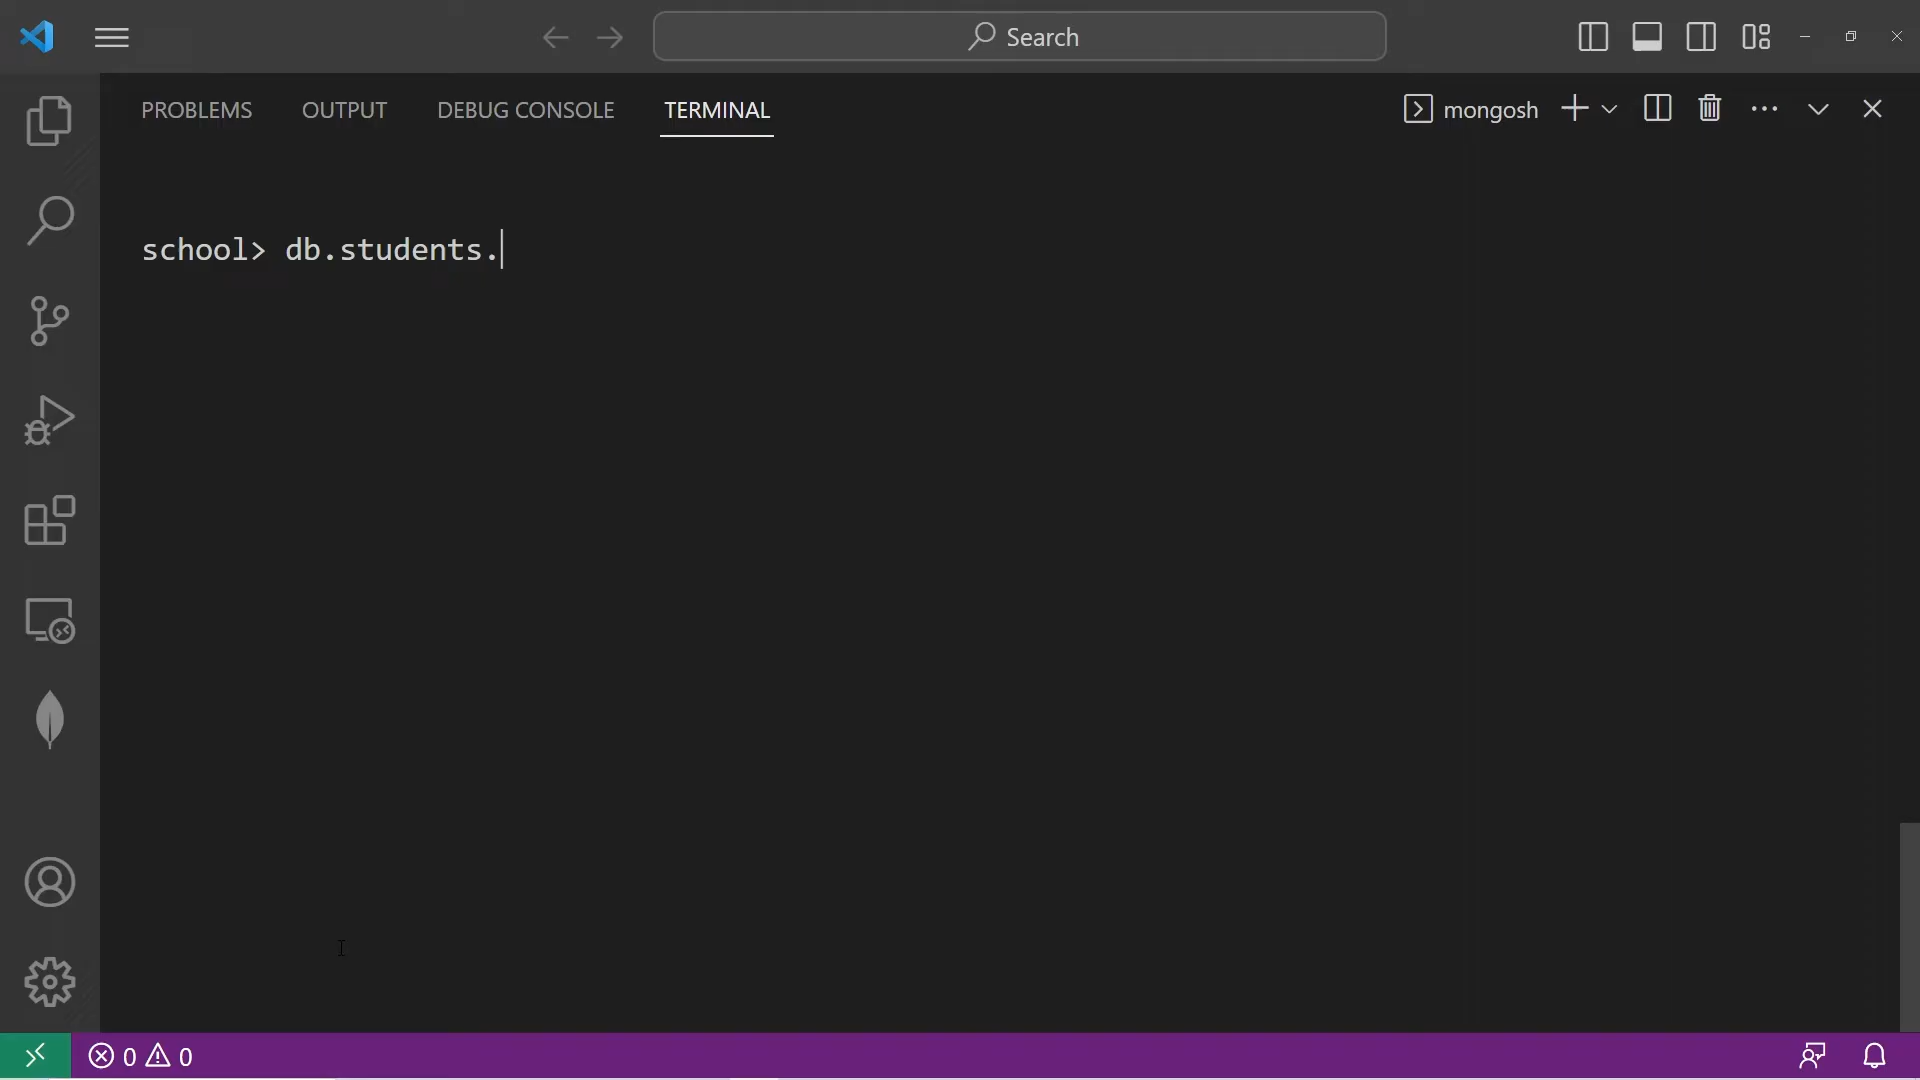 Search
PROBLEMS OUTPUT DEBUG CONSOLE TERMINAL mongosh
school> db.students.
0 0